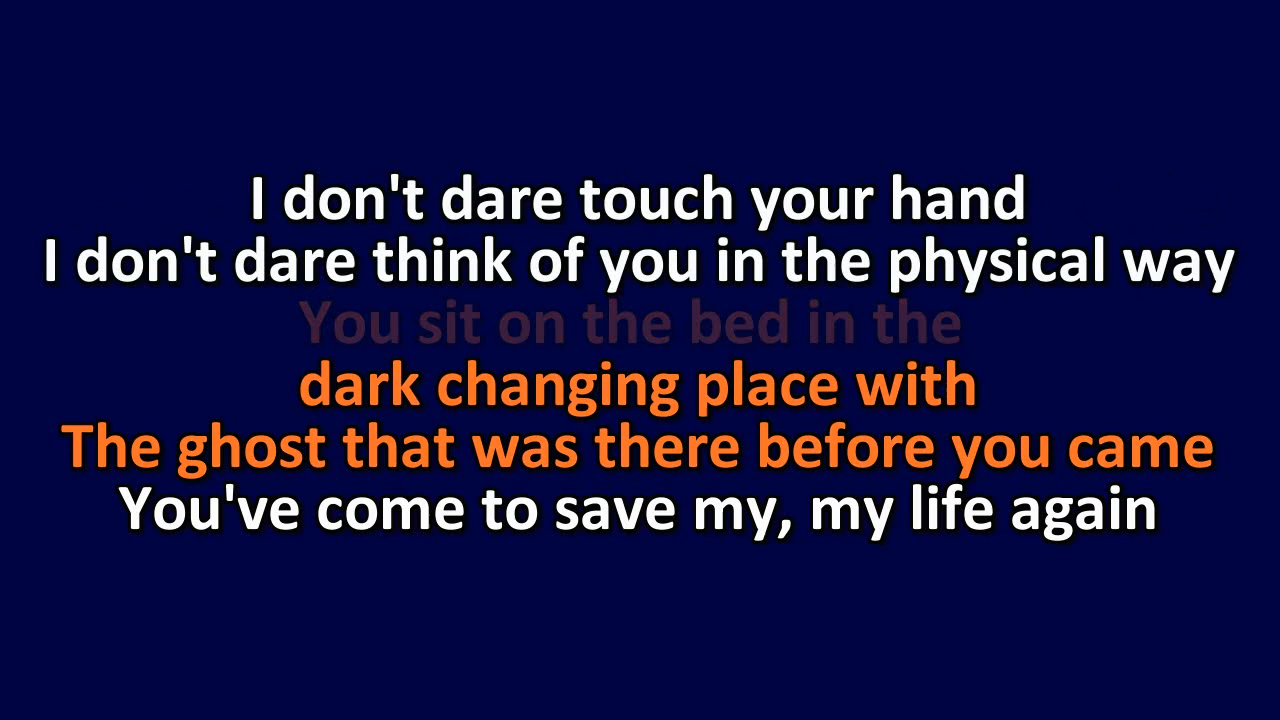 I don't dare touch your hand
I don't dare think of you in the physical way
You sit on the bed in the
dark changing place with
The ghost that was there before you came
You've come to save my, my life again